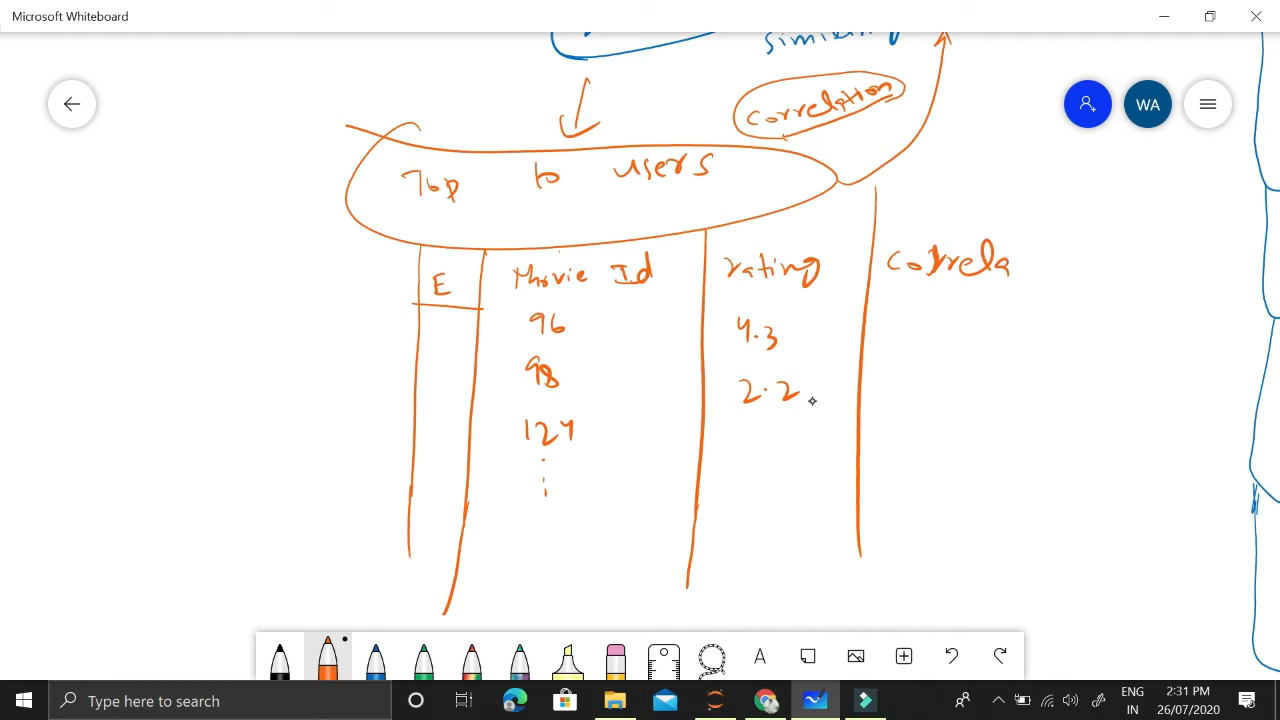 Microsoft Whiteboard
similarity
correlation
Top 10 users
E Movie Id rating Correla
96 4.3
98 2.2
124
WA
A
Type here to search
ENG
IN
2:31 PM
26/07/2020